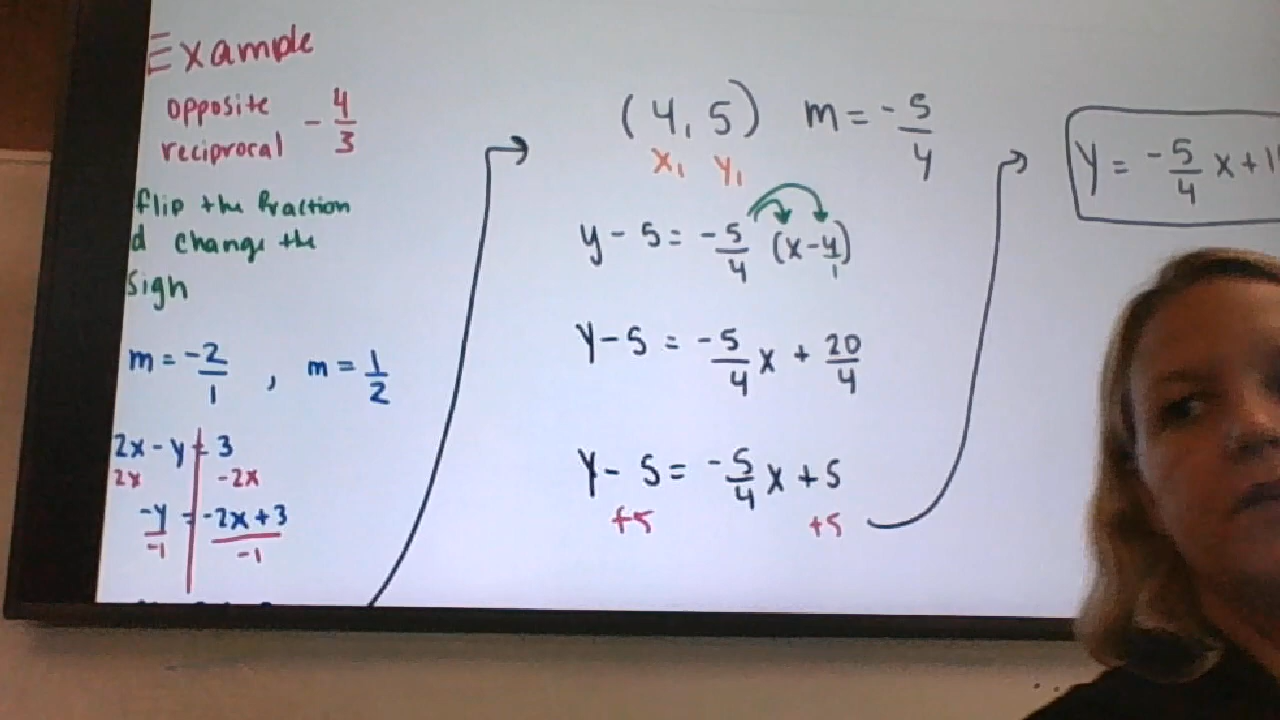 Example
opposite
reciprocal -4/3
flip the fraction
d change the
sign
m = -2/1 , m = 1/2
2x - y = 3
2x -2x
-y = -2x + 3
-1 -1
(4, 5) m = -5/4
x₁ y₁
y - 5 = -5/4 (x - 4/1)
y - 5 = -5/4 x + 20/4
y - 5 = -5/4 x + 5
+5 +5
y = -5/4 x + 1